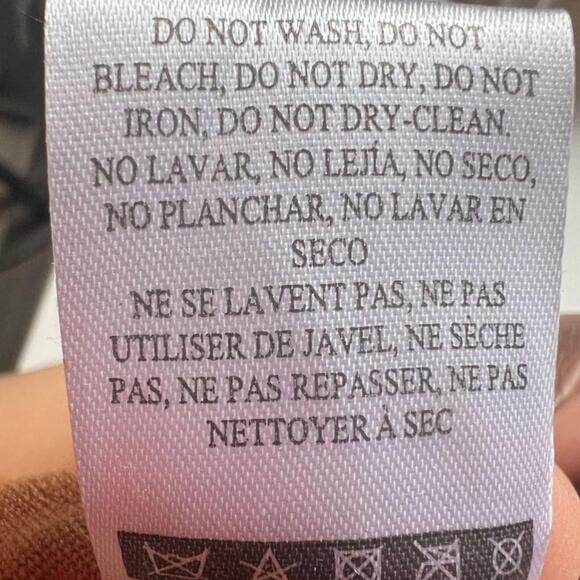 DO NOT WASH, DO NOT
BLEACH, DO NOT DRY, DO NOT
IRON, DO NOT DRY-CLEAN.
NO LAVAR, NO LEJÍA, NO SECO,
NO PLANCHAR, NO LAVAR EN
SECO
NE SE LAVENT PAS, NE PAS
UTILISER DE JAVEL, NE SÈCHE
PAS, NE PAS REPASSER, NE PAS
NETTOYER À SEC